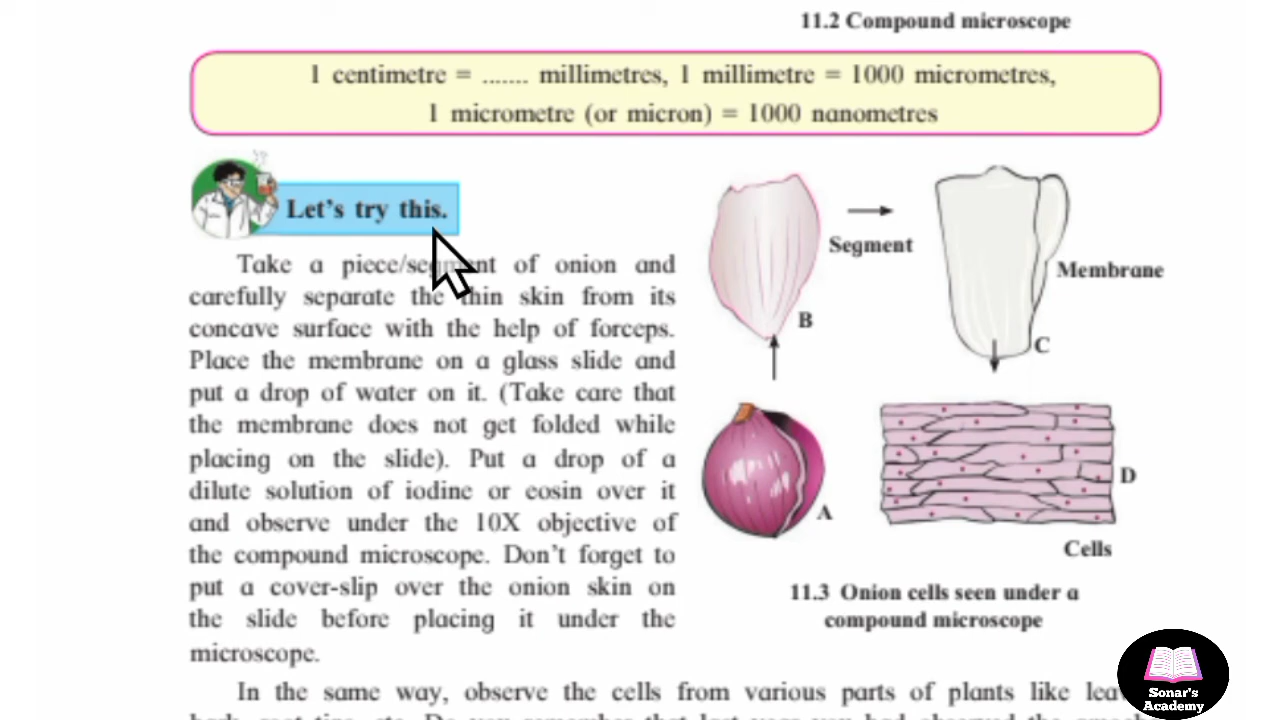 11.2 Compound microscope
1 centimetre = ....... millimetres, 1 millimetre = 1000 micrometres,
1 micrometre (or micron) = 1000 nanometres
Let's try this.
Take a piece/segment of onion and
carefully separate the thin skin from its
concave surface with the help of forceps.
Place the membrane on a glass slide and
put a drop of water on it. (Take care that
the membrane does not get folded while
placing on the slide). Put a drop of a
dilute solution of iodine or eosin over it
and observe under the 10X objective of
the compound microscope. Don't forget to
put a cover-slip over the onion skin on
the slide before placing it under the
microscope.
Segment
Membrane
B
C
A
D
Cells
11.3 Onion cells seen under a
compound microscope
In the same way, observe the cells from various parts of plants like
Sonar's
Academy